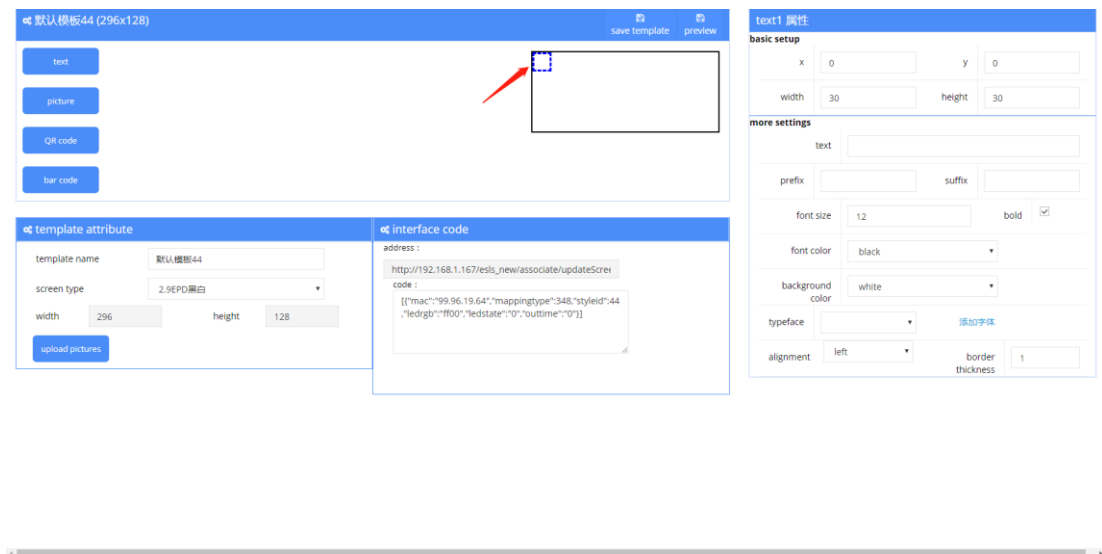 默认模板44 (296x128)
save template
preview
text
picture
QR code
bar code
template attribute
template name
默认模板44
screen type
2.9EPD黑白
width
296
height
128
upload pictures
interface code
address :
http://192.168.1.167/esls_new/associate/updateScree
code :
[{"mac":"99.96.19.64","mappingtype":348,"styleid":44
,"ledrgb":"ff00","ledstate":"0","outtime":"0"}]
text1 属性
basic setup
x
0
y
0
width
30
height
30
more settings
text
prefix
suffix
font size
12
bold
font color
black
background
color
white
typeface
添加字体
alignment
left
border
thickness
1